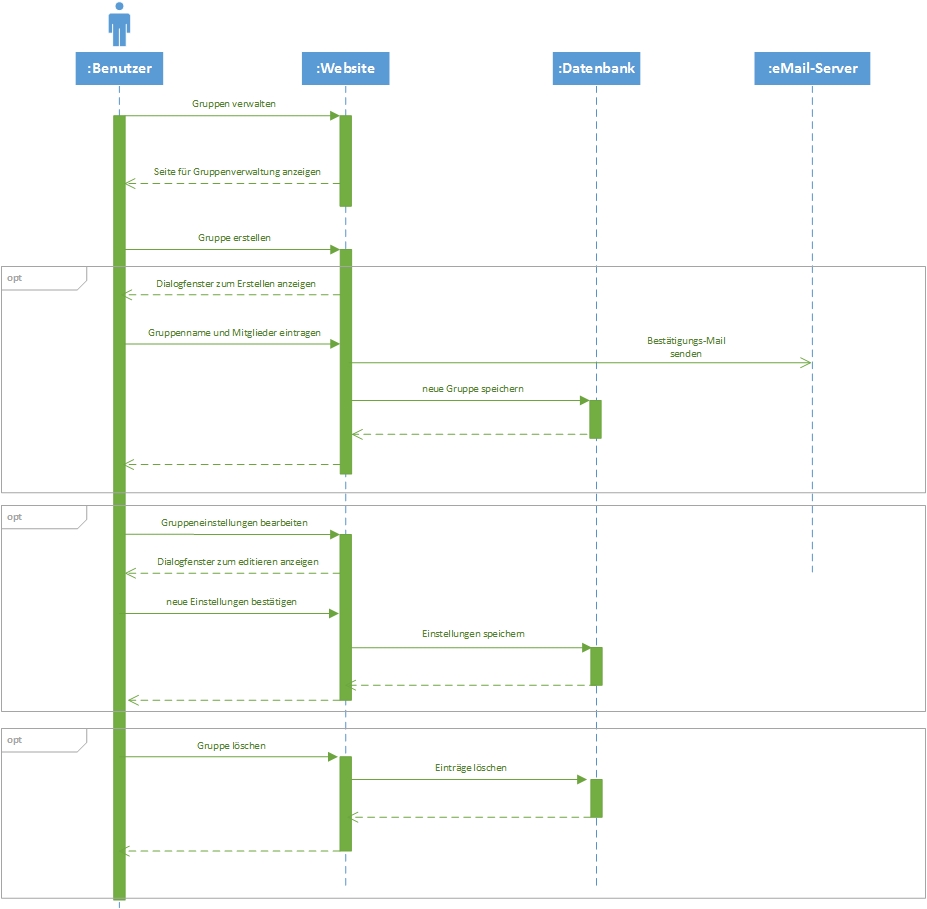 :Benutzer
:Website
:Datenbank
:eMail-Server
Gruppen verwalten
Seite für Gruppenverwaltung anzeigen
Gruppe erstellen
opt
Dialogfenster zum Erstellen anzeigen
Gruppenname und Mitglieder eintragen
Bestätigungs-Mail
senden
neue Gruppe speichern
opt
Gruppeneinstellungen bearbeiten
Dialogfenster zum editieren anzeigen
neue Einstellungen bestätigen
Einstellungen speichern
opt
Gruppe löschen
Einträge löschen